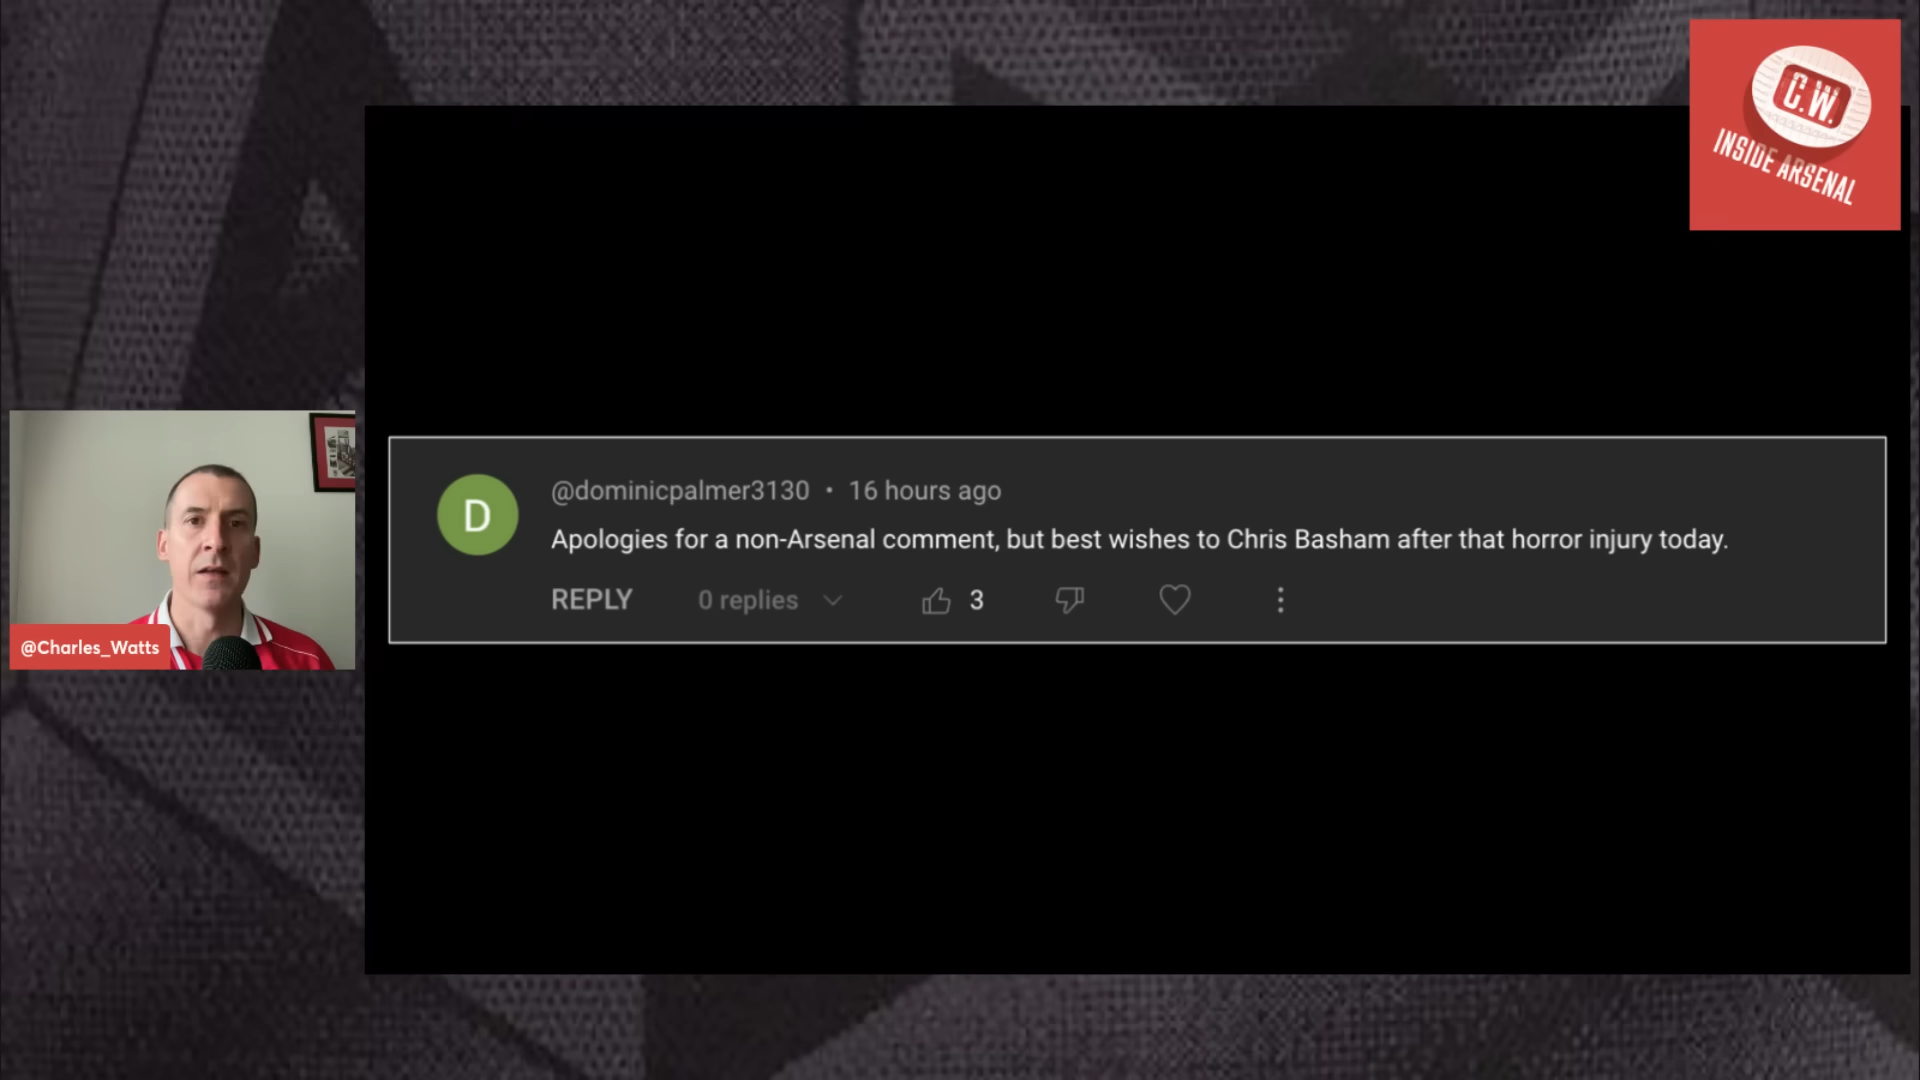 C.W.
INSIDE ARSENAL
D
@dominicpalmer3130 • 16 hours ago
Apologies for a non-Arsenal comment, but best wishes to Chris Basham after that horror injury today.
REPLY 0 replies 3
@Charles_Watts